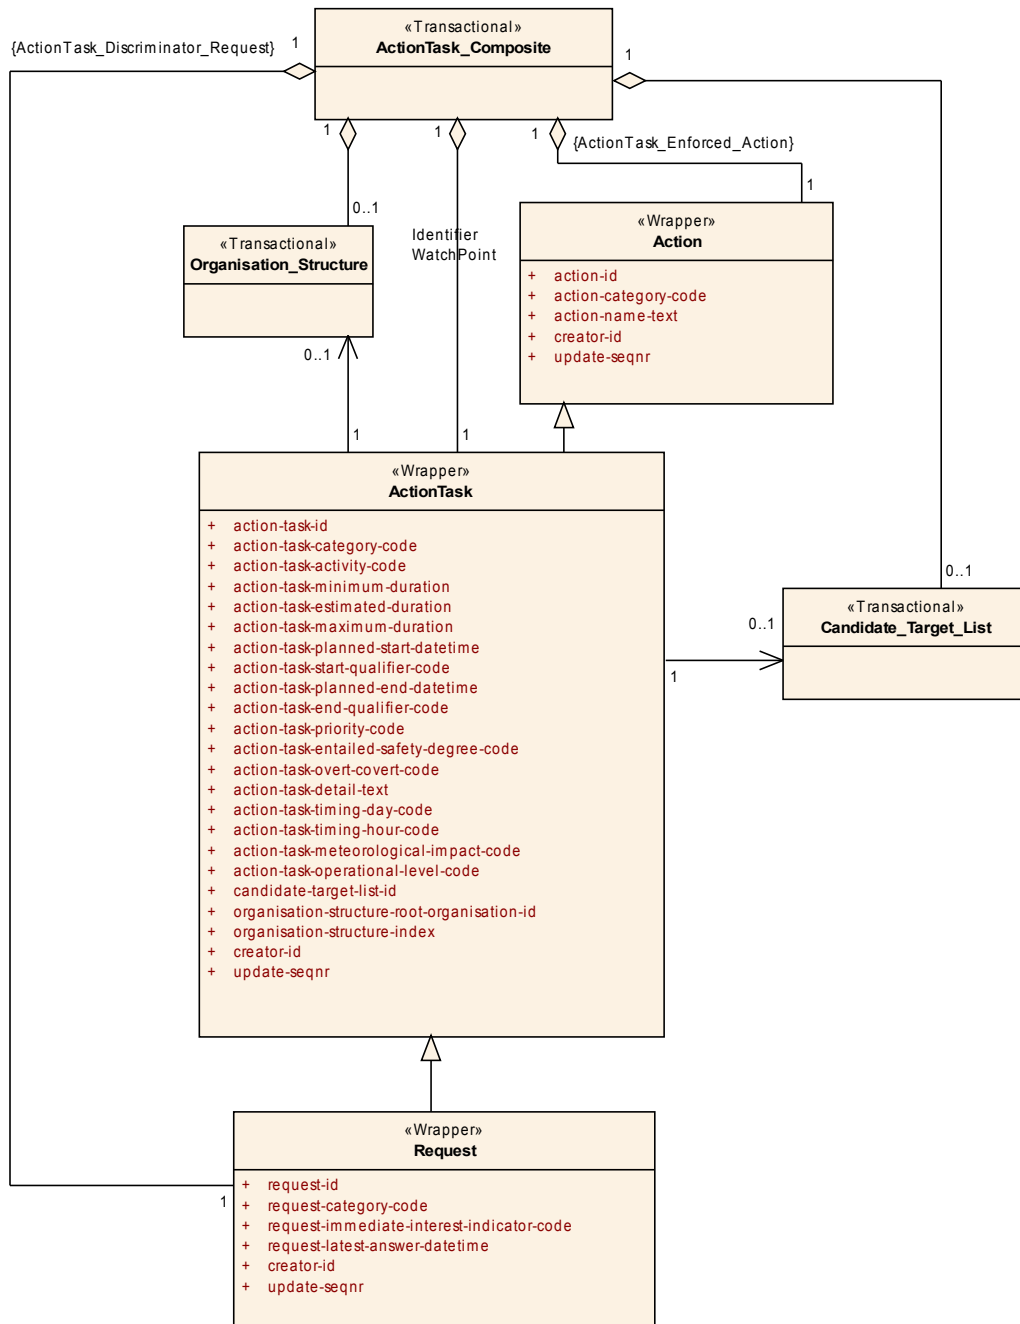 «Transactional»
ActionTask_Composite
{ActionTask_Discriminator_Request}
1
1
1
1
1
{ActionTask_Enforced_Action}
1
0..1
«Transactional»
Organisation_Structure
Identifier
WatchPoint
«Wrapper»
Action
+ action-id
+ action-category-code
+ action-name-text
+ creator-id
+ update-seqnr
0..1
1
1
«Wrapper»
ActionTask
+ action-task-id
+ action-task-category-code
+ action-task-activity-code
+ action-task-minimum-duration
+ action-task-estimated-duration
+ action-task-maximum-duration
+ action-task-planned-start-datetime
+ action-task-start-qualifier-code
+ action-task-planned-end-datetime
+ action-task-end-qualifier-code
+ action-task-priority-code
+ action-task-entailed-safety-degree-code
+ action-task-overt-covert-code
+ action-task-detail-text
+ action-task-timing-day-code
+ action-task-timing-hour-code
+ action-task-meteorological-impact-code
+ action-task-operational-level-code
+ candidate-target-list-id
+ organisation-structure-root-organisation-id
+ organisation-structure-index
+ creator-id
+ update-seqnr
0..1
«Transactional»
Candidate_Target_List
0..1
1
«Wrapper»
Request
+ request-id
+ request-category-code
+ request-immediate-interest-indicator-code
+ request-latest-answer-datetime
+ creator-id
+ update-seqnr
1